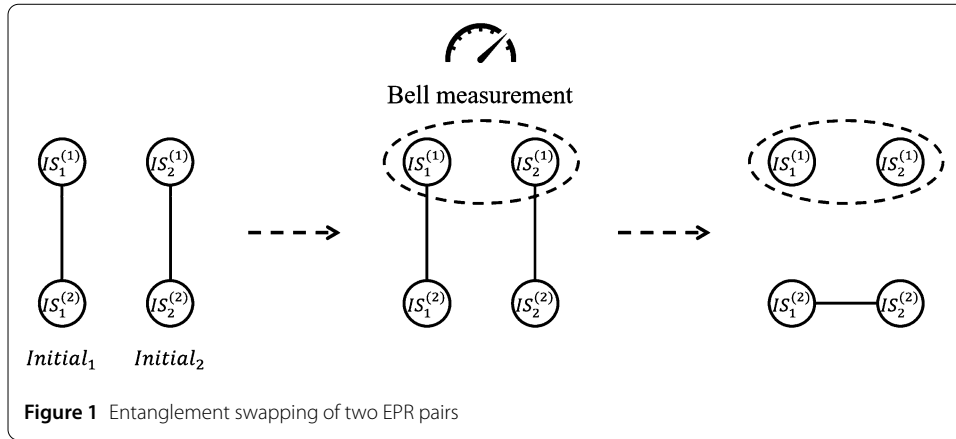 Bell measurement
IS₁⁽¹⁾ IS₂⁽¹⁾ IS₁⁽¹⁾ IS₂⁽¹⁾ IS₁⁽¹⁾ IS₂⁽¹⁾
IS₁⁽²⁾ IS₂⁽²⁾ IS₁⁽²⁾ IS₂⁽²⁾ IS₁⁽²⁾ IS₂⁽²⁾
Initial₁ Initial₂
Figure 1 Entanglement swapping of two EPR pairs